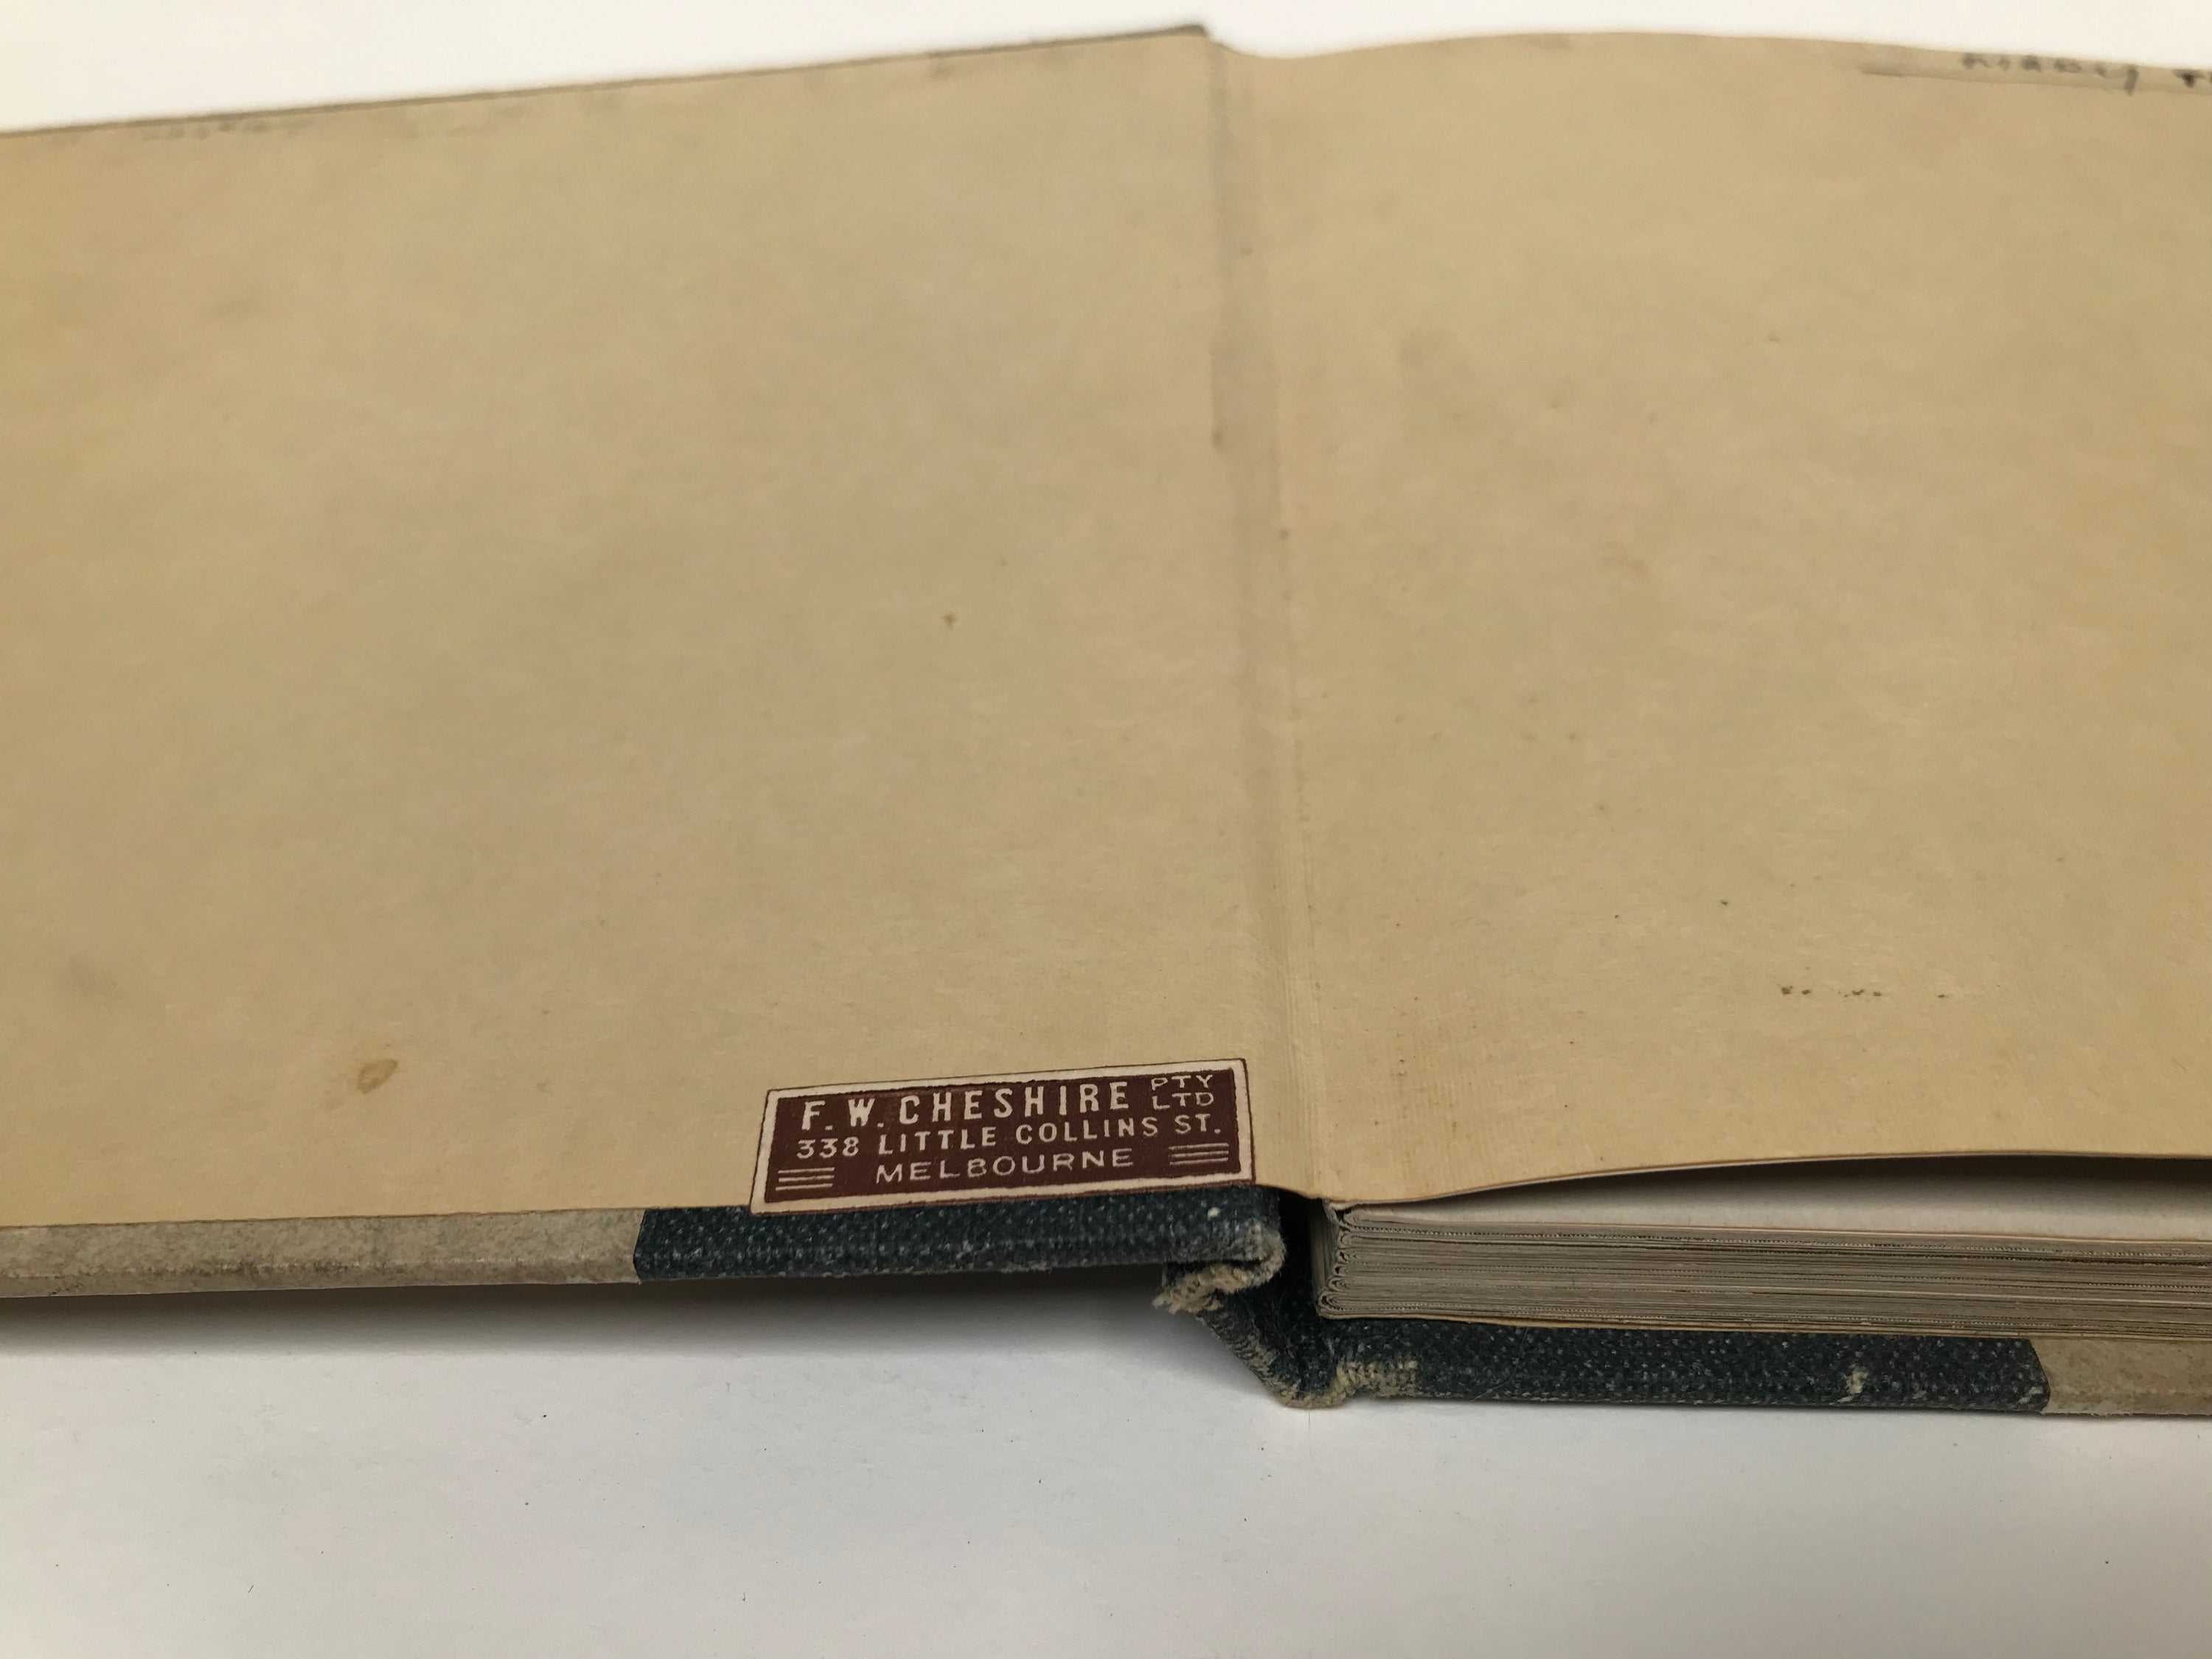 F. W. CHESHIRE PTY LTD
338 LITTLE COLLINS ST.
MELBOURNE